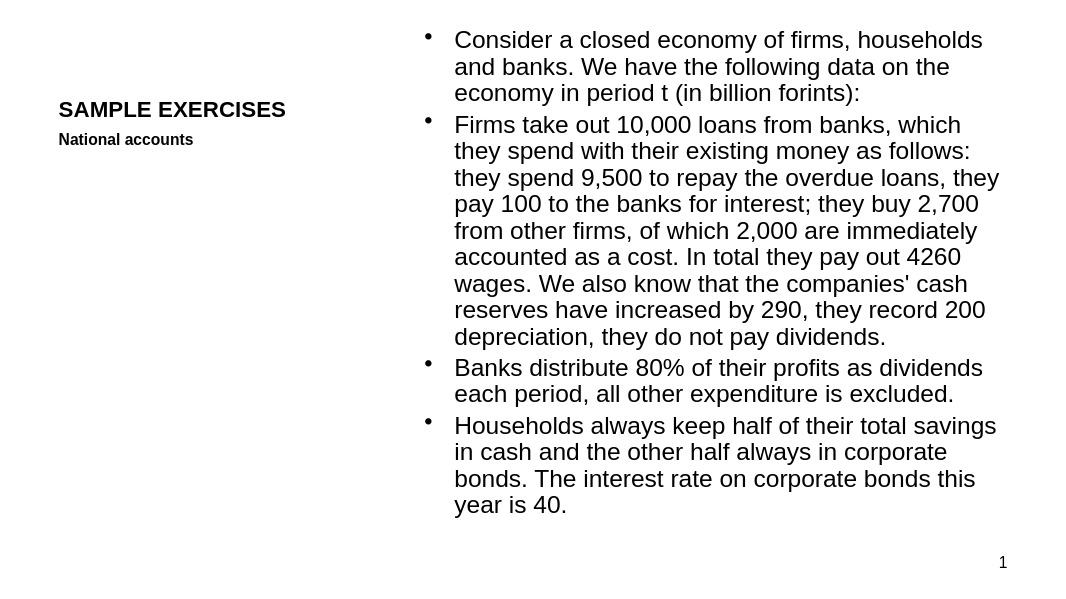 SAMPLE EXERCISES
National accounts
• Consider a closed economy of firms, households
and banks. We have the following data on the
economy in period t (in billion forints):
• Firms take out 10,000 loans from banks, which
they spend with their existing money as follows:
they spend 9,500 to repay the overdue loans, they
pay 100 to the banks for interest; they buy 2,700
from other firms, of which 2,000 are immediately
accounted as a cost. In total they pay out 4260
wages. We also know that the companies' cash
reserves have increased by 290, they record 200
depreciation, they do not pay dividends.
• Banks distribute 80% of their profits as dividends
each period, all other expenditure is excluded.
• Households always keep half of their total savings
in cash and the other half always in corporate
bonds. The interest rate on corporate bonds this
year is 40.
1